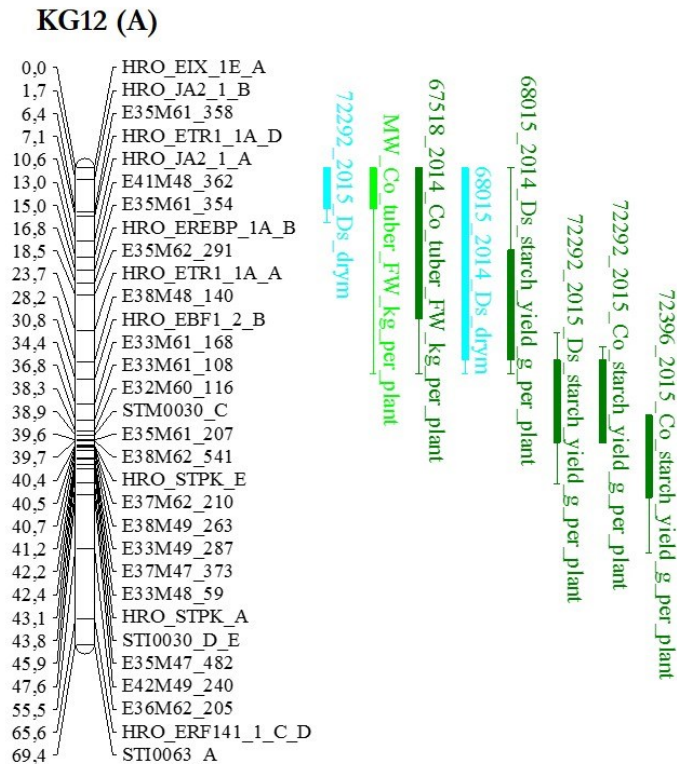 KG12 (A)
0,0 HRO_EIX_1E_A
1,7 HRO_JA2_1_B
6,4 E35M61_358
7,1 HRO_ETR1_1A_D
10,6 HRO_JA2_1_A
13,0 E41M48_362
15,0 E35M61_354
16,8 HRO_EREBP_1A_B
18,5 E35M62_291
23,7 HRO_ETR1_1A_A
28,2 E38M48_140
30,8 HRO_EBF1_2_B
34,4 E33M61_168
36,8 E33M61_108
38,3 E32M60_116
38,9 STM0030_C
39,6 E35M61_207
39,7 E38M62_541
40,4 HRO_STPK_E
40,5 E37M62_210
40,7 E38M49_263
41,2 E33M49_287
42,2 E37M47_373
42,4 E33M48_59
43,1 HRO_STPK_A
43,8 STI0030_D_E
45,9 E35M47_482
47,6 E42M49_240
55,5 E36M62_205
65,6 HRO_ERF141_1_C_D
69,4 STI0063_A
72292_2015_Ds_drym
MW_Co_tuber_FW_kg_per_plant
67518_2014_Co_tuber_FW_kg_per_plant
68015_2014_Ds_drym
68015_2014_Ds_starch_yield_g_per_plant
72292_2015_Ds_starch_yield_g_per_plant
72292_2015_Co_starch_yield_g_per_plant
72396_2015_Co_starch_yield_g_per_plant